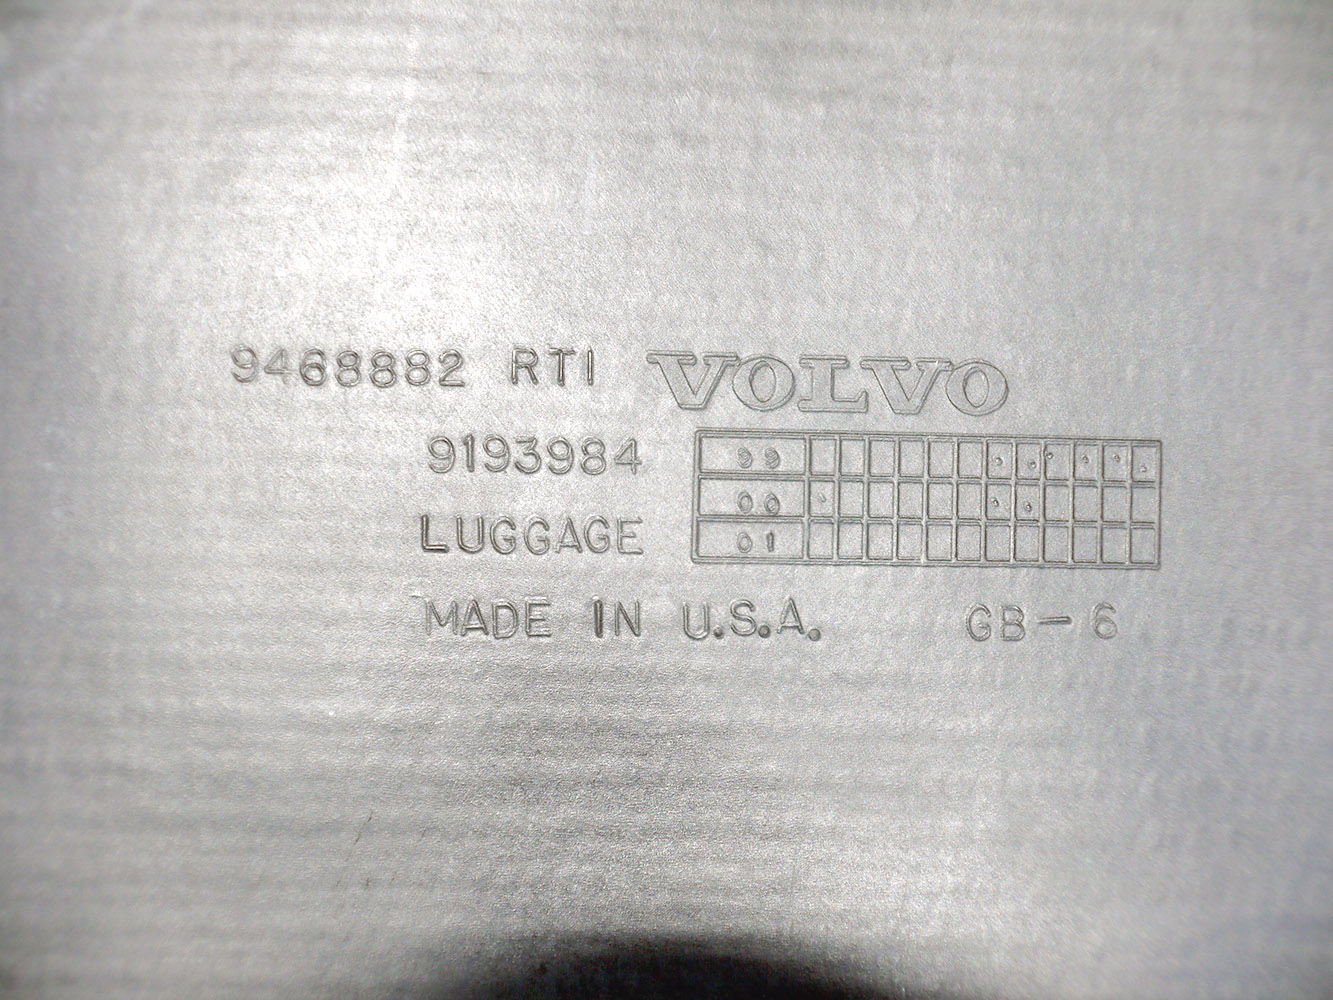 9468882 RTI VOLVO
9193984
99
00
LUGGAGE
01
MADE IN U.S.A. GB-6